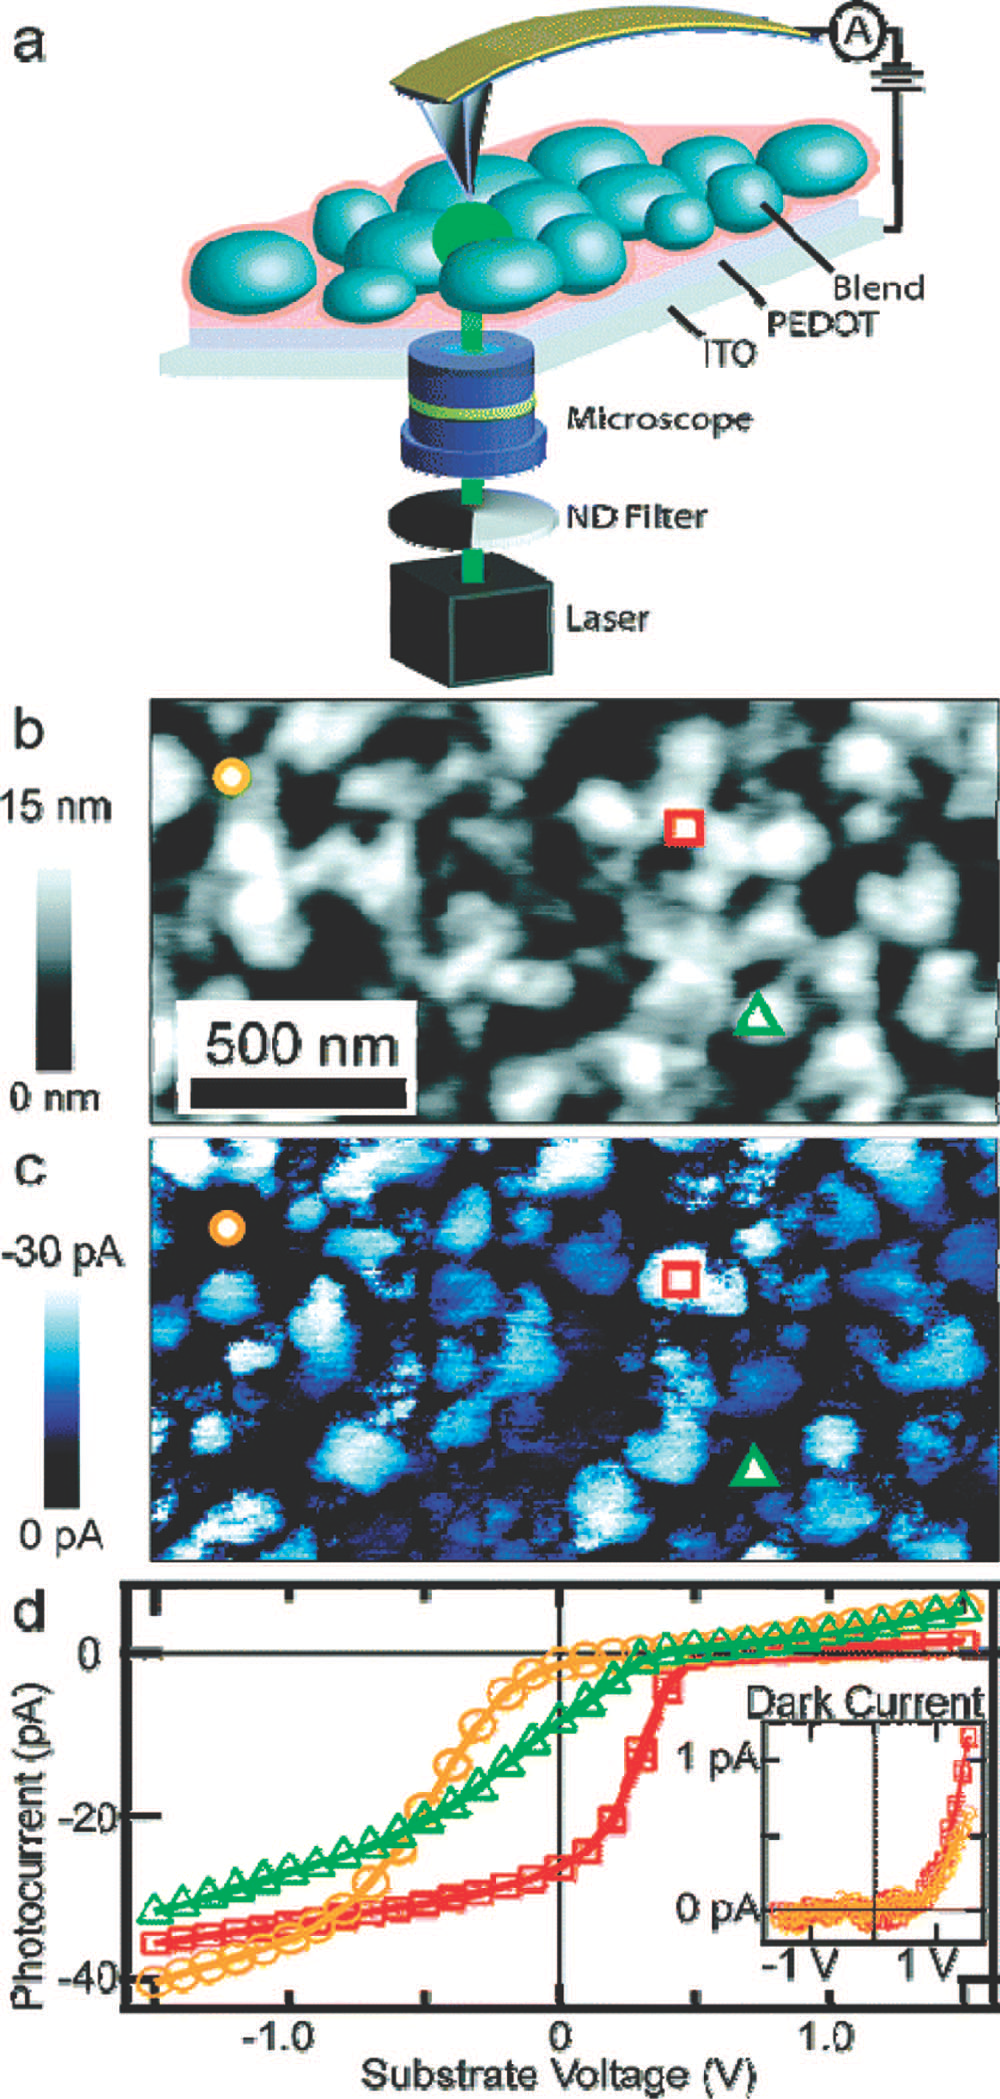 a
A
Blend
PEDOT
ITO
Microscope
ND Filter
Laser
b
15 nm
0 nm
500 nm
c
-30 pA
0 pA
d
0
-20
-40
Photocurrent (pA)
-1.0
0
1.0
Substrate Voltage (V)
Dark Current
1 pA
0 pA
-1 V
1 V